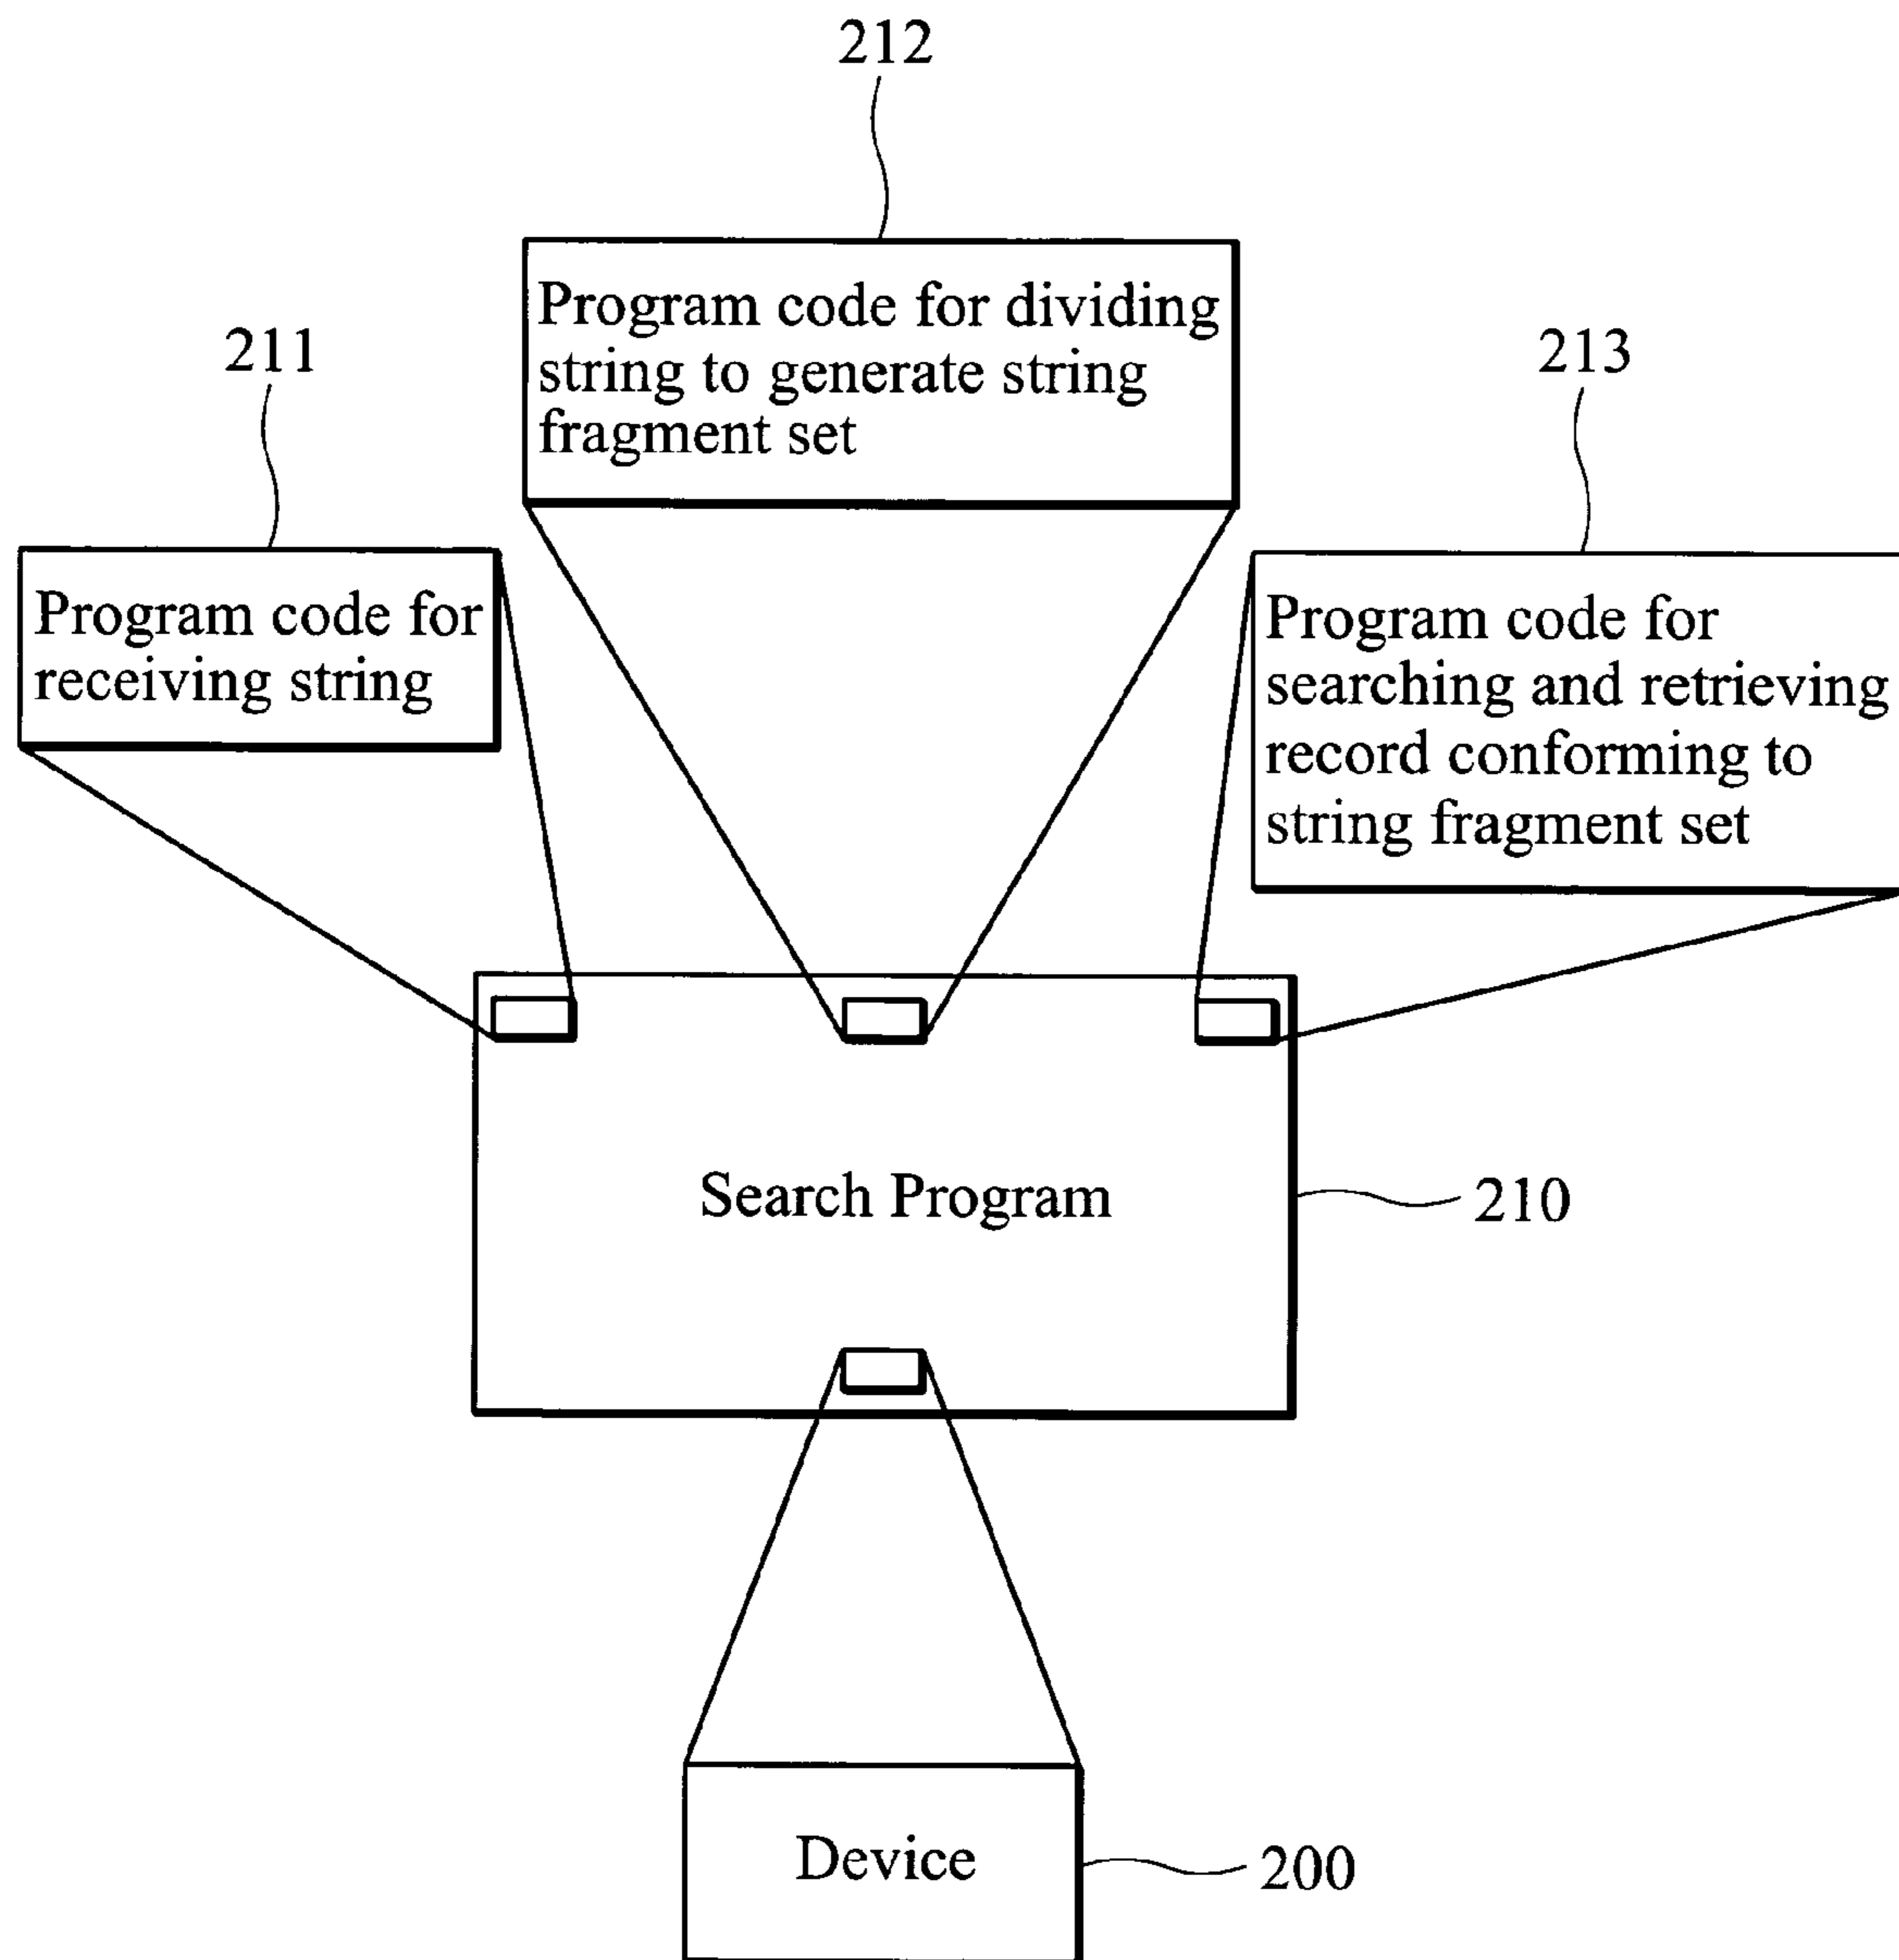 212
Program code for dividing
string to generate string
fragment set
211
Program code for
receiving string
213
Program code for
searching and retrieving
record conforming to
string fragment set
Search Program
210
Device
200